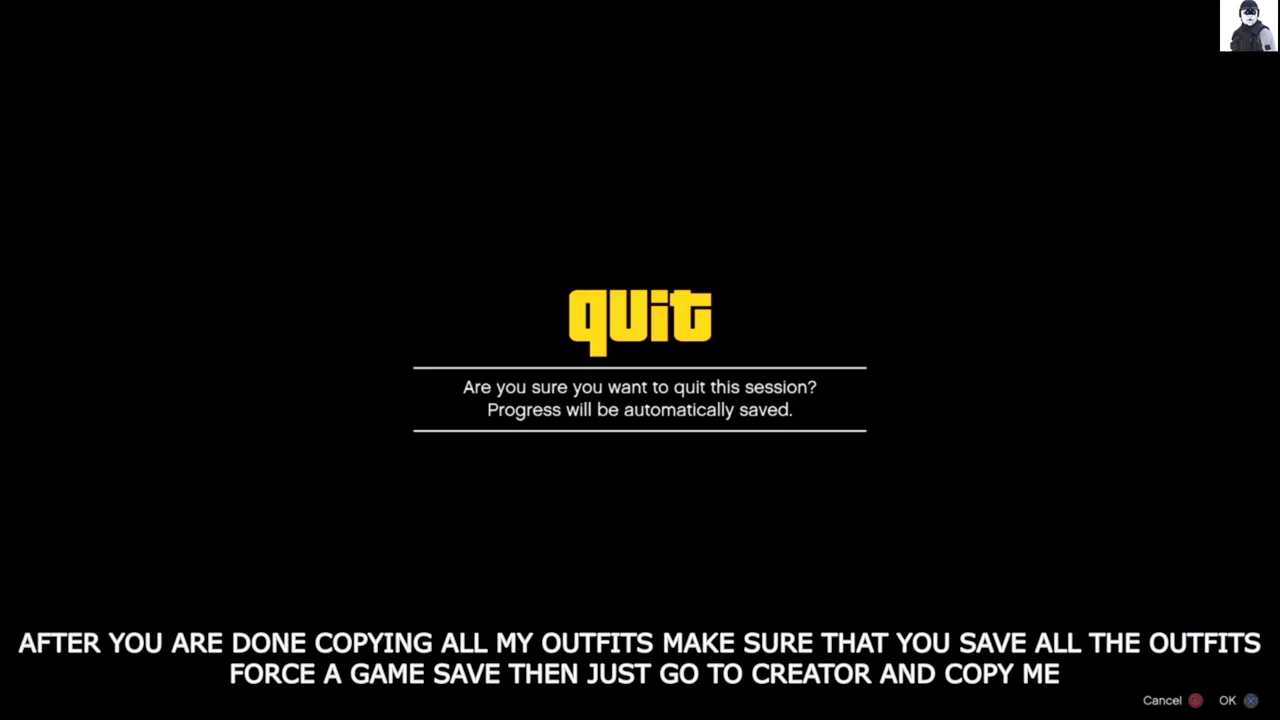 quit
Are you sure you want to quit this session?
Progress will be automatically saved.
AFTER YOU ARE DONE COPYING ALL MY OUTFITS MAKE SURE THAT YOU SAVE ALL THE OUTFITS
FORCE A GAME SAVE THEN JUST GO TO CREATOR AND COPY ME
Cancel OK